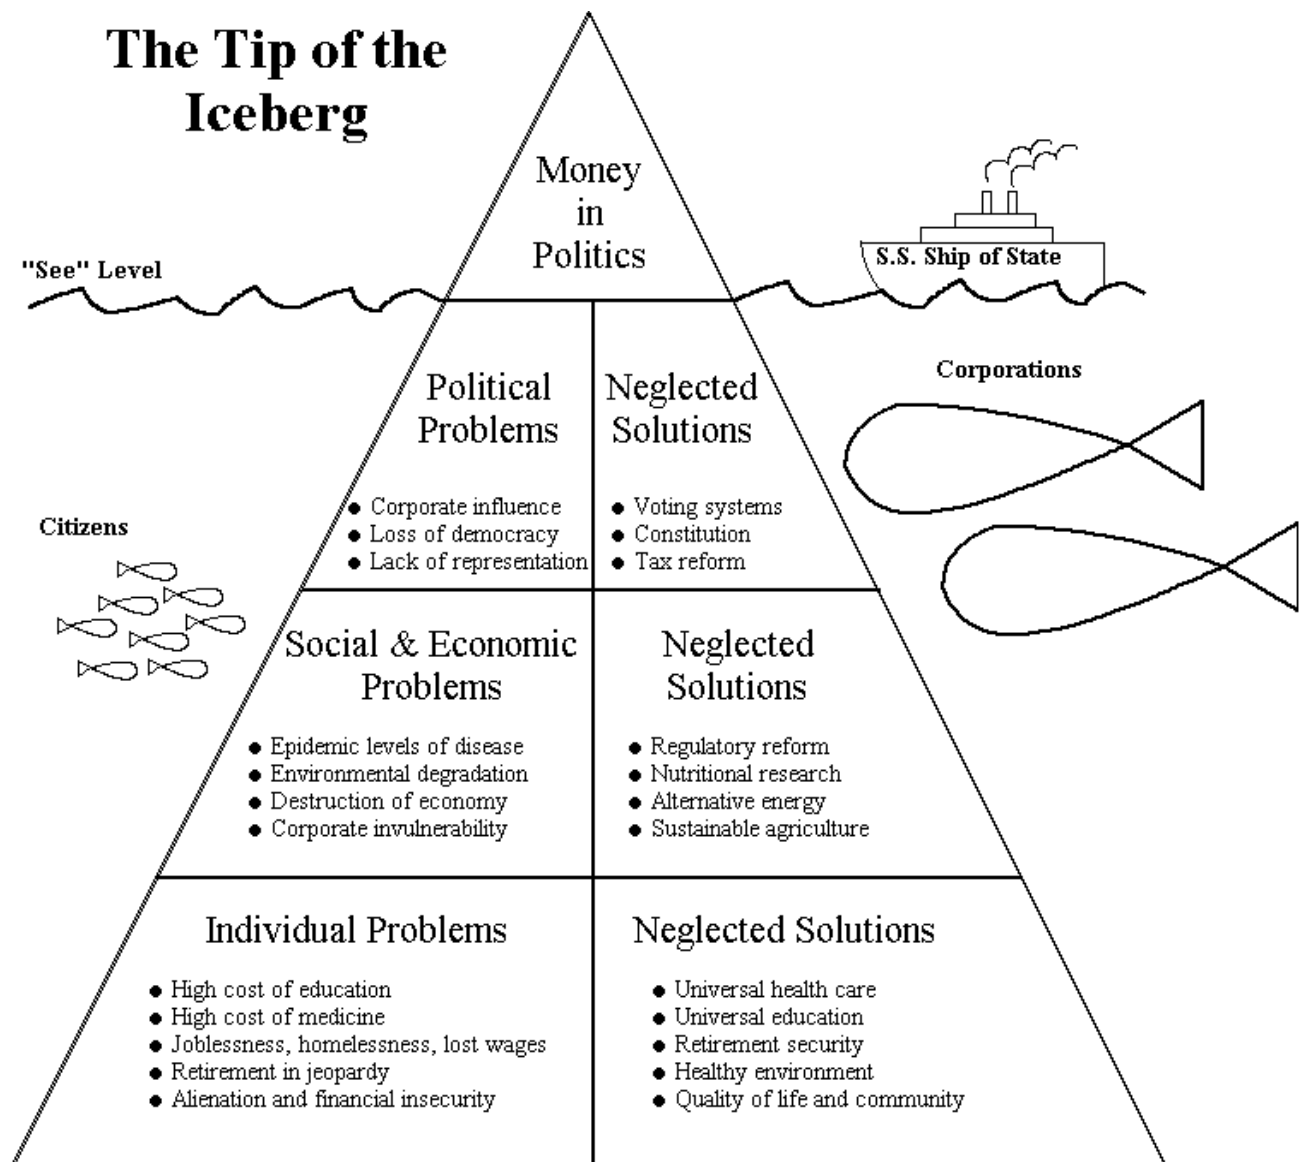 The Tip of the
Iceberg
Money
in
Politics
"See" Level
S.S. Ship of State
Political
Problems
● Corporate influence
● Loss of democracy
● Lack of representation
Neglected
Solutions
● Voting systems
● Constitution
● Tax reform
Corporations
Citizens
Social & Economic
Problems
● Epidemic levels of disease
● Environmental degradation
● Destruction of economy
● Corporate invulnerability
Neglected
Solutions
● Regulatory reform
● Nutritional research
● Alternative energy
● Sustainable agriculture
Individual Problems
● High cost of education
● High cost of medicine
● Joblessness, homelessness, lost wages
● Retirement in jeopardy
● Alienation and financial insecurity
Neglected Solutions
● Universal health care
● Universal education
● Retirement security
● Healthy environment
● Quality of life and community